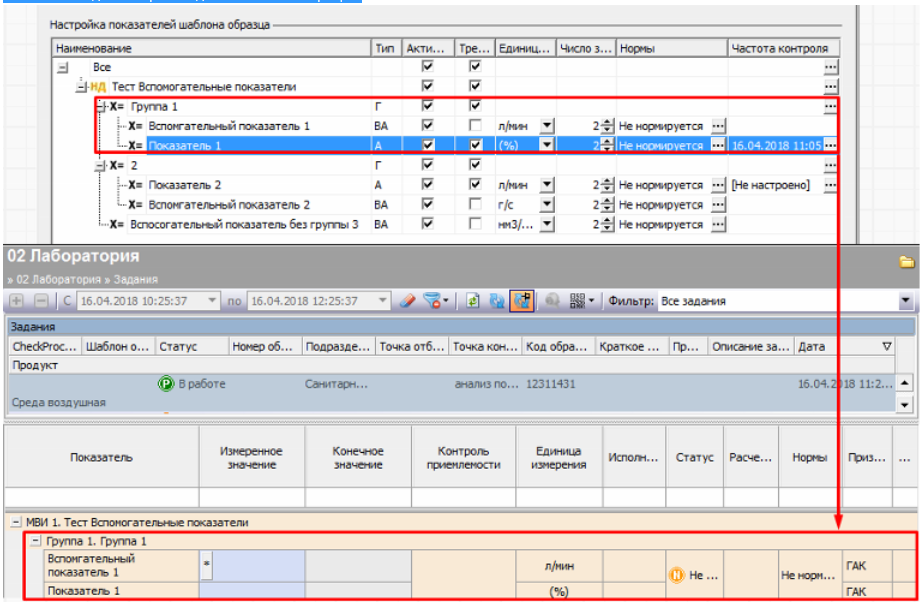 Настройка показателей шаблона образца
Наименование Тип Акти... Тре... Единиц... Число з... Нормы Частота контроля
Все ...
НД Тест Вспомогательные показатели ...
X= Группа 1 Г ...
X= Вспонгательный показатель 1 ВА л/мин 2 Не нормируется ...
X= Показатель 1 А (%) 2 Не нормируется ... 16.04.2018 11:05 ...
X= 2 Г ...
X= Показатель 2 А л/мин 2 Не нормируется ... [Не настроено] ...
X= Вспонгательный показатель 2 ВА г/с 2 Не нормируется ...
X= Вспосогательный показатель без группы 3 ВА нм3/... 2 Не нормируется ...
02 Лаборатория
» 02 Лаборатория » Задания
С 16.04.2018 10:25:37 по 16.04.2018 12:25:37 Фильтр: Все задания
Задания
CheckProc... Шаблон о... Статус Номер об... Подразде... Точка отб... Точка кон... Код обра... Краткое ... Пр... Описание за... Дата
Продукт
В работе Санитарн... анализ по... 12311431 16.04.2018 11:2...
Среда воздушная
Показатель Измеренное значение Конечное значение Контроль приемлемости Единица измерения Исполн... Статус Расче... Нормы Приз... ...
МВИ 1. Тест Вспомогательные показатели
Группа 1. Группа 1
Вспонгательный показатель 1 * л/мин Н Не ... Не норм... ГАК
Показатель 1 (%) ГАК